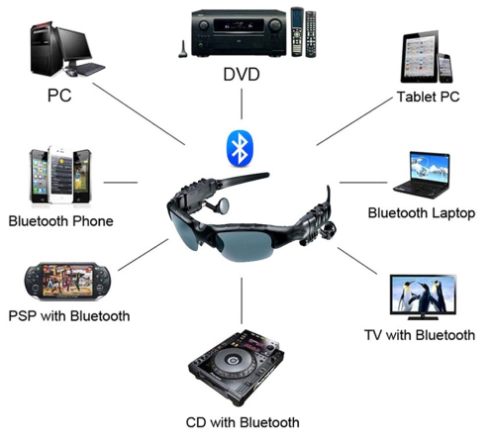 DVD
PC
Tablet PC
Bluetooth Phone
Bluetooth Laptop
PSP with Bluetooth
TV with Bluetooth
CD with Bluetooth